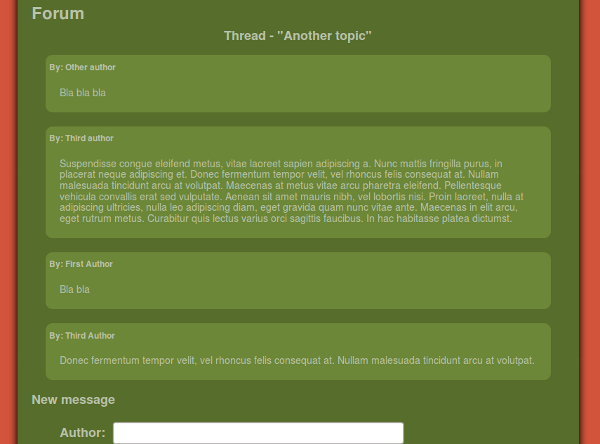 Forum
Thread - "Another topic"
By: Other author
Bla bla bla
By: Third author
Suspendisse congue eleifend metus, vitae laoreet sapien adipiscing a. Nunc mattis fringilla purus, in
placerat neque adipiscing et. Donec fermentum tempor velit, vel rhoncus felis consequat at. Nullam
malesuada tincidunt arcu at volutpat. Maecenas at metus vitae arcu pharetra eleifend. Pellentesque
vehicula convallis erat sed vulputate. Aenean sit amet mauris nibh, vel lobortis nisi. Proin laoreet, nulla at
adipiscing ultricies, nulla leo adipiscing diam, eget gravida quam nunc vitae ante. Maecenas in elit arcu,
eget rutrum metus. Curabitur quis lectus varius orci sagittis faucibus. In hac habitasse platea dictumst.
By: First Author
Bla bla
By: Third Author
Donec fermentum tempor velit, vel rhoncus felis consequat at. Nullam malesuada tincidunt arcu at volutpat.
New message
Author: